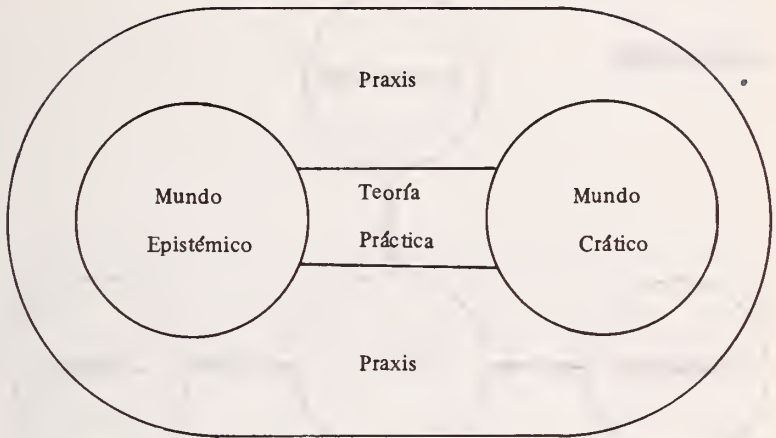 Praxis
Mundo
Epistémico
Teoría
Práctica
Mundo
Crático
Praxis